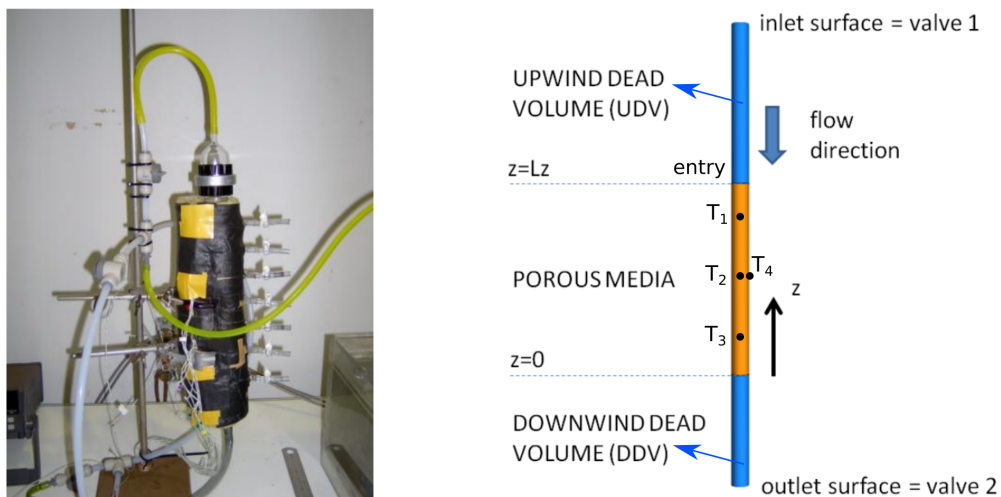 inlet surface = valve 1
UPWIND DEAD
VOLUME (UDV)
flow
direction
z=Lz
entry
T1
POROUS MEDIA
T2
T4
z
T3
z=0
DOWNWIND DEAD
VOLUME (DDV)
outlet surface = valve 2